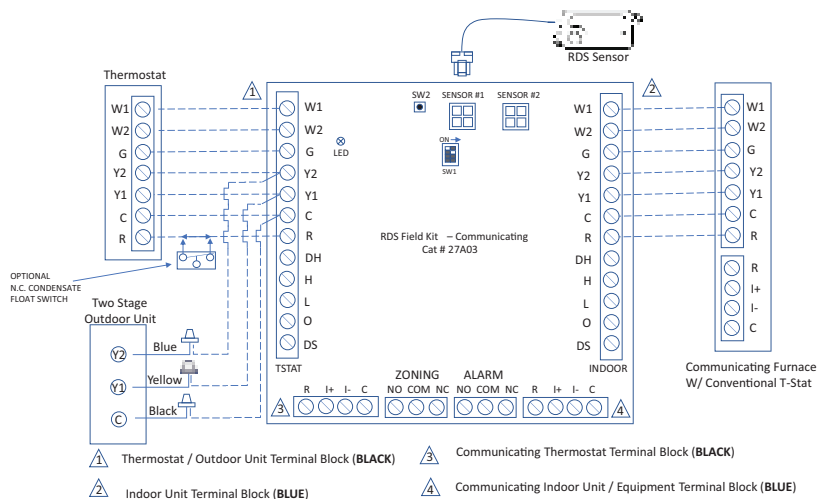 RDS Sensor
Thermostat
1
2
SW2 SENSOR #1 SENSOR #2
W1
W2
G
Y2
Y1
C
R
W1
W2
G
Y2
Y1
C
R
DH
H
L
O
DS
TSTAT
LED
ON→
SW1
RDS Field Kit – Communicating
Cat # 27A03
W1
W2
G
Y2
Y1
C
R
DH
H
L
O
DS
INDOOR
W1
W2
G
Y2
Y1
C
R
R
I+
I-
C
Communicating Furnace
W/ Conventional T-Stat
OPTIONAL
N.C. CONDENSATE
FLOAT SWITCH
Two Stage
Outdoor Unit
Y2 Blue
Y1 Yellow
C Black
ZONING ALARM
3 R I+ I- C NO COM NC NO COM NC R I+ I- C 4
1 Thermostat / Outdoor Unit Terminal Block (BLACK)
2 Indoor Unit Terminal Block (BLUE)
3 Communicating Thermostat Terminal Block (BLACK)
4 Communicating Indoor Unit / Equipment Terminal Block (BLUE)